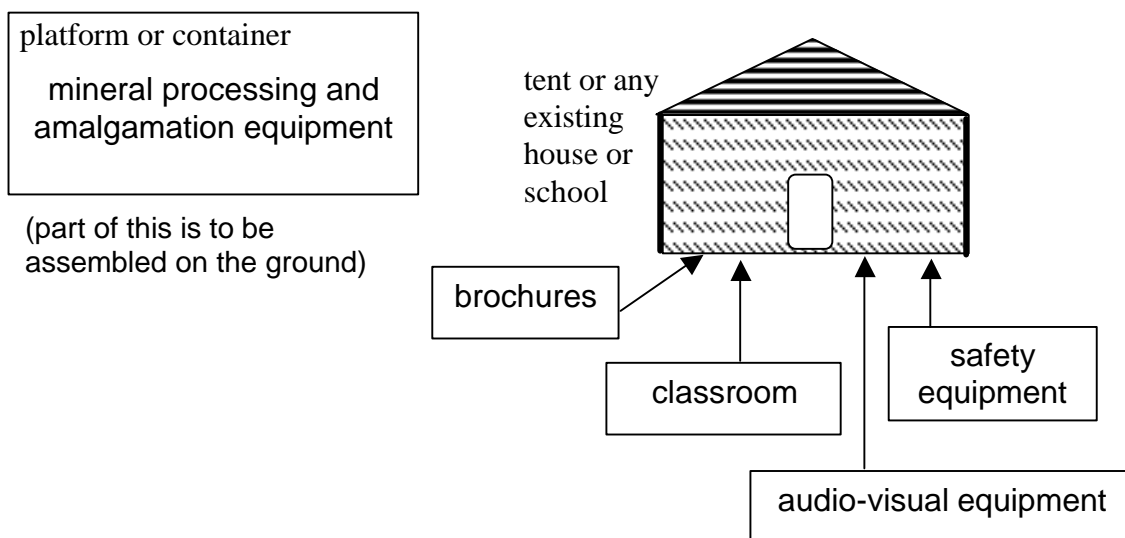 platform or container
mineral processing and
amalgamation equipment
(part of this is to be
assembled on the ground)
tent or any
existing
house or
school
brochures
classroom
safety
equipment
audio-visual equipment